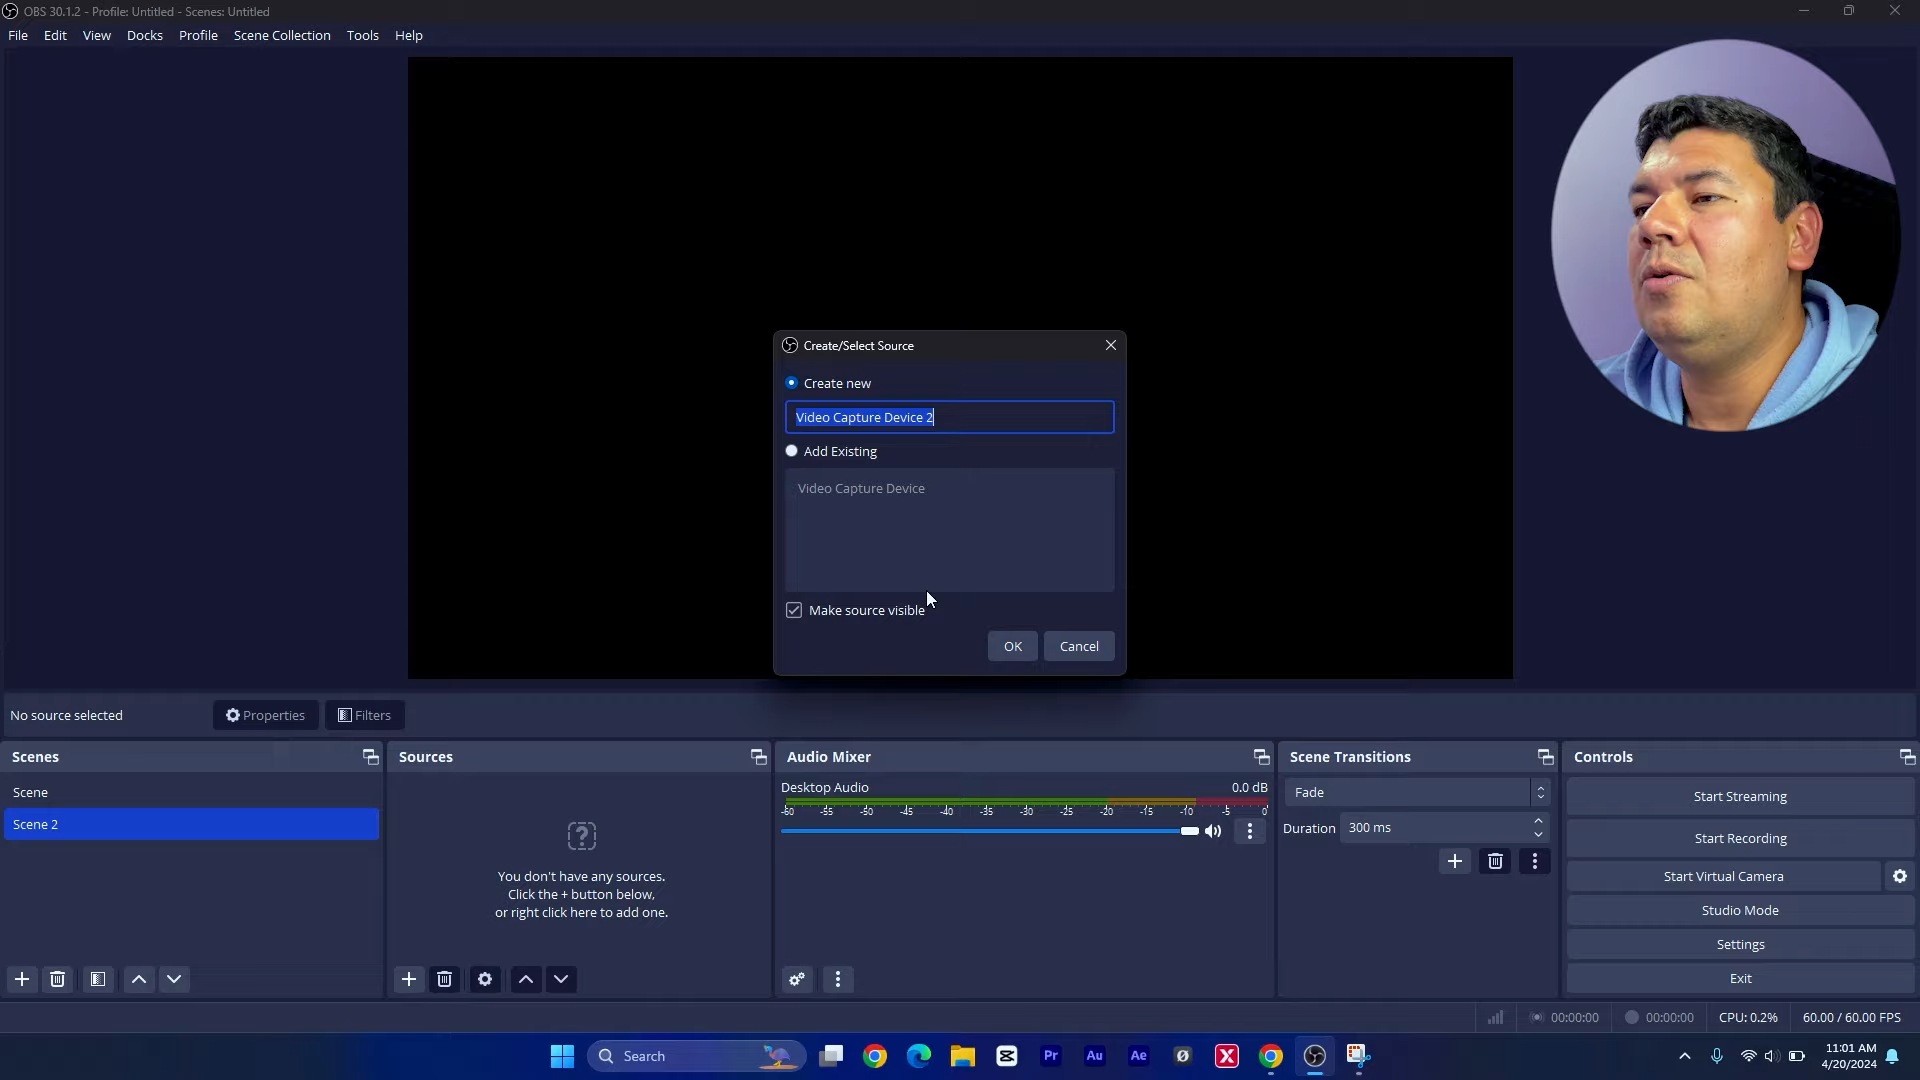 OBS 30.1.2 - Profile: Untitled - Scenes: Untitled
File Edit View Docks Profile Scene Collection Tools Help
Create/Select Source
Create new
Video Capture Device 2
Add Existing
Video Capture Device
Make source visible
OK Cancel
No source selected Properties Filters
Scenes
Scene
Scene 2
Sources
You don't have any sources.
Click the + button below,
or right click here to add one.
Audio Mixer
Desktop Audio 0.0 dB
-60 -55 -50 -45 -40 -35 -30 -25 -20 -15 -10 -5 0
Scene Transitions
Fade
Duration 300 ms
Controls
Start Streaming
Start Recording
Start Virtual Camera
Studio Mode
Settings
Exit
00:00:00 00:00:00 CPU: 0.2% 60.00 / 60.00 FPS
Search Pr Au Ae
11:01 AM
4/20/2024